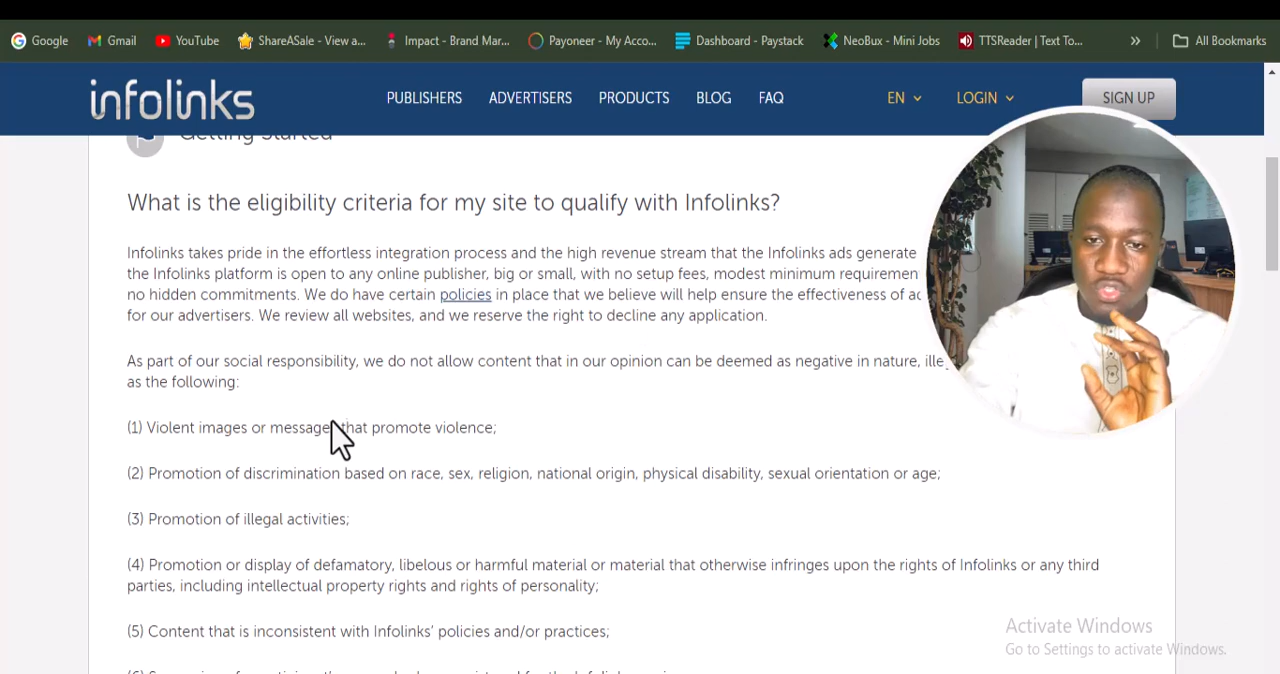 Google
Gmail
YouTube
ShareASale - View a...
Impact - Brand Mar...
Payoneer - My Acco...
Dashboard - Paystack
NeoBux - Mini Jobs
TTSReader | Text To...
»
All Bookmarks
infolinks
PUBLISHERS
ADVERTISERS
PRODUCTS
BLOG
FAQ
EN
LOGIN
SIGN UP
Getting Started
What is the eligibility criteria for my site to qualify with Infolinks?
Infolinks takes pride in the effortless integration process and the high revenue stream that the Infolinks ads generate
the Infolinks platform is open to any online publisher, big or small, with no setup fees, modest minimum
no hidden commitments. We do have certain policies in place that we believe will help ensure the effectiveness of
for our advertisers. We review all websites, and we reserve the right to decline any application.
As part of our social responsibility, we do not allow content that in our opinion can be deemed as negative in nature,
as the following:
(1) Violent images or messages that promote violence;
(2) Promotion of discrimination based on race, sex, religion, national origin, physical disability, sexual orientation or age;
(3) Promotion of illegal activities;
(4) Promotion or display of defamatory, libelous or harmful material or material that otherwise infringes upon the rights of Infolinks or any third
parties, including intellectual property rights and rights of personality;
(5) Content that is inconsistent with Infolinks' policies and/or practices;
Activate Windows
Go to Settings to activate Windows.